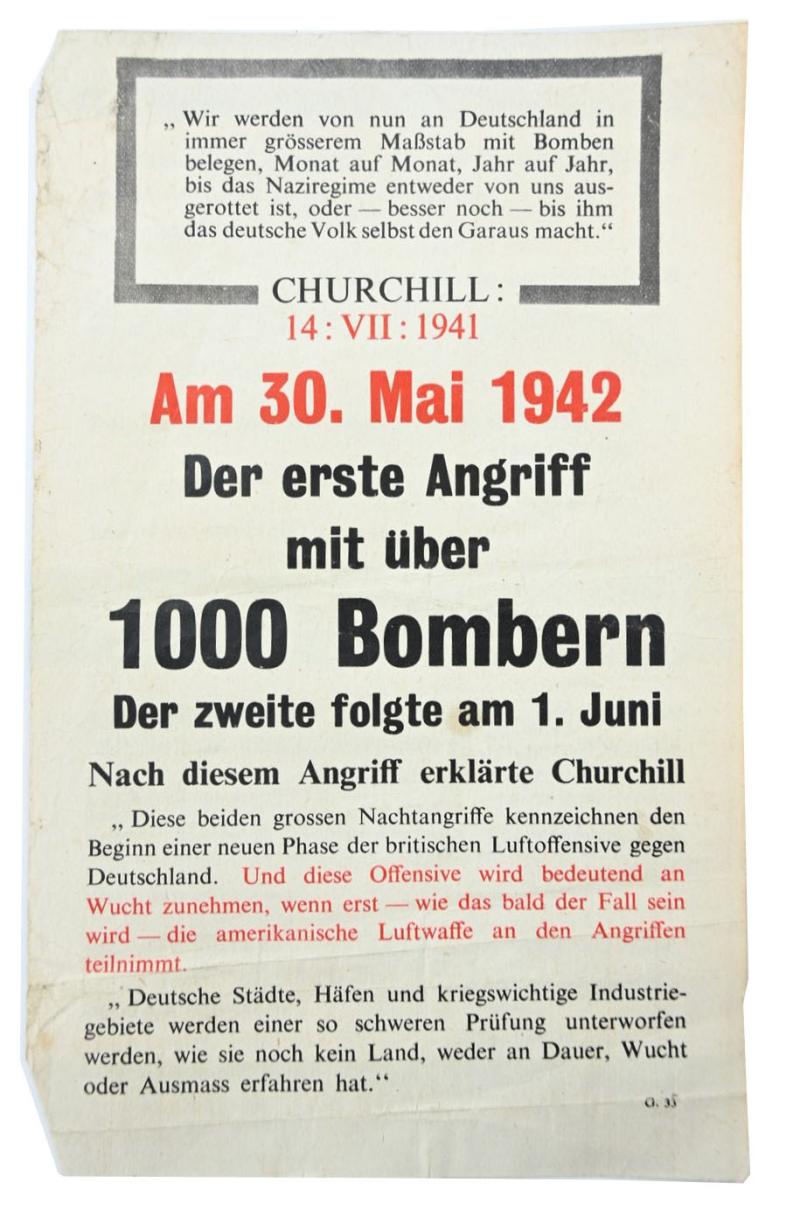 „ Wir werden von nun an Deutschland in
immer grösserem Maßstab mit Bomben
belegen, Monat auf Monat, Jahr auf Jahr,
bis das Naziregime entweder von uns aus-
gerottet ist, oder — besser noch — bis ihm
das deutsche Volk selbst den Garaus macht.“
CHURCHILL :
14 : VII : 1941
Am 30. Mai 1942
Der erste Angriff
mit über
1000 Bombern
Der zweite folgte am 1. Juni
Nach diesem Angriff erklärte Churchill
„ Diese beiden grossen Nachtangriffe kennzeichnen den
Beginn einer neuen Phase der britischen Luftoffensive gegen
Deutschland. Und diese Offensive wird bedeutend an
Wucht zunehmen, wenn erst — wie das bald der Fall sein
wird — die amerikanische Luftwaffe an den Angriffen
teilnimmt.
„ Deutsche Städte, Häfen und kriegswichtige Industrie-
gebiete werden einer so schweren Prüfung unterworfen
werden, wie sie noch kein Land, weder an Dauer, Wucht
oder Ausmass erfahren hat.“
G. 35